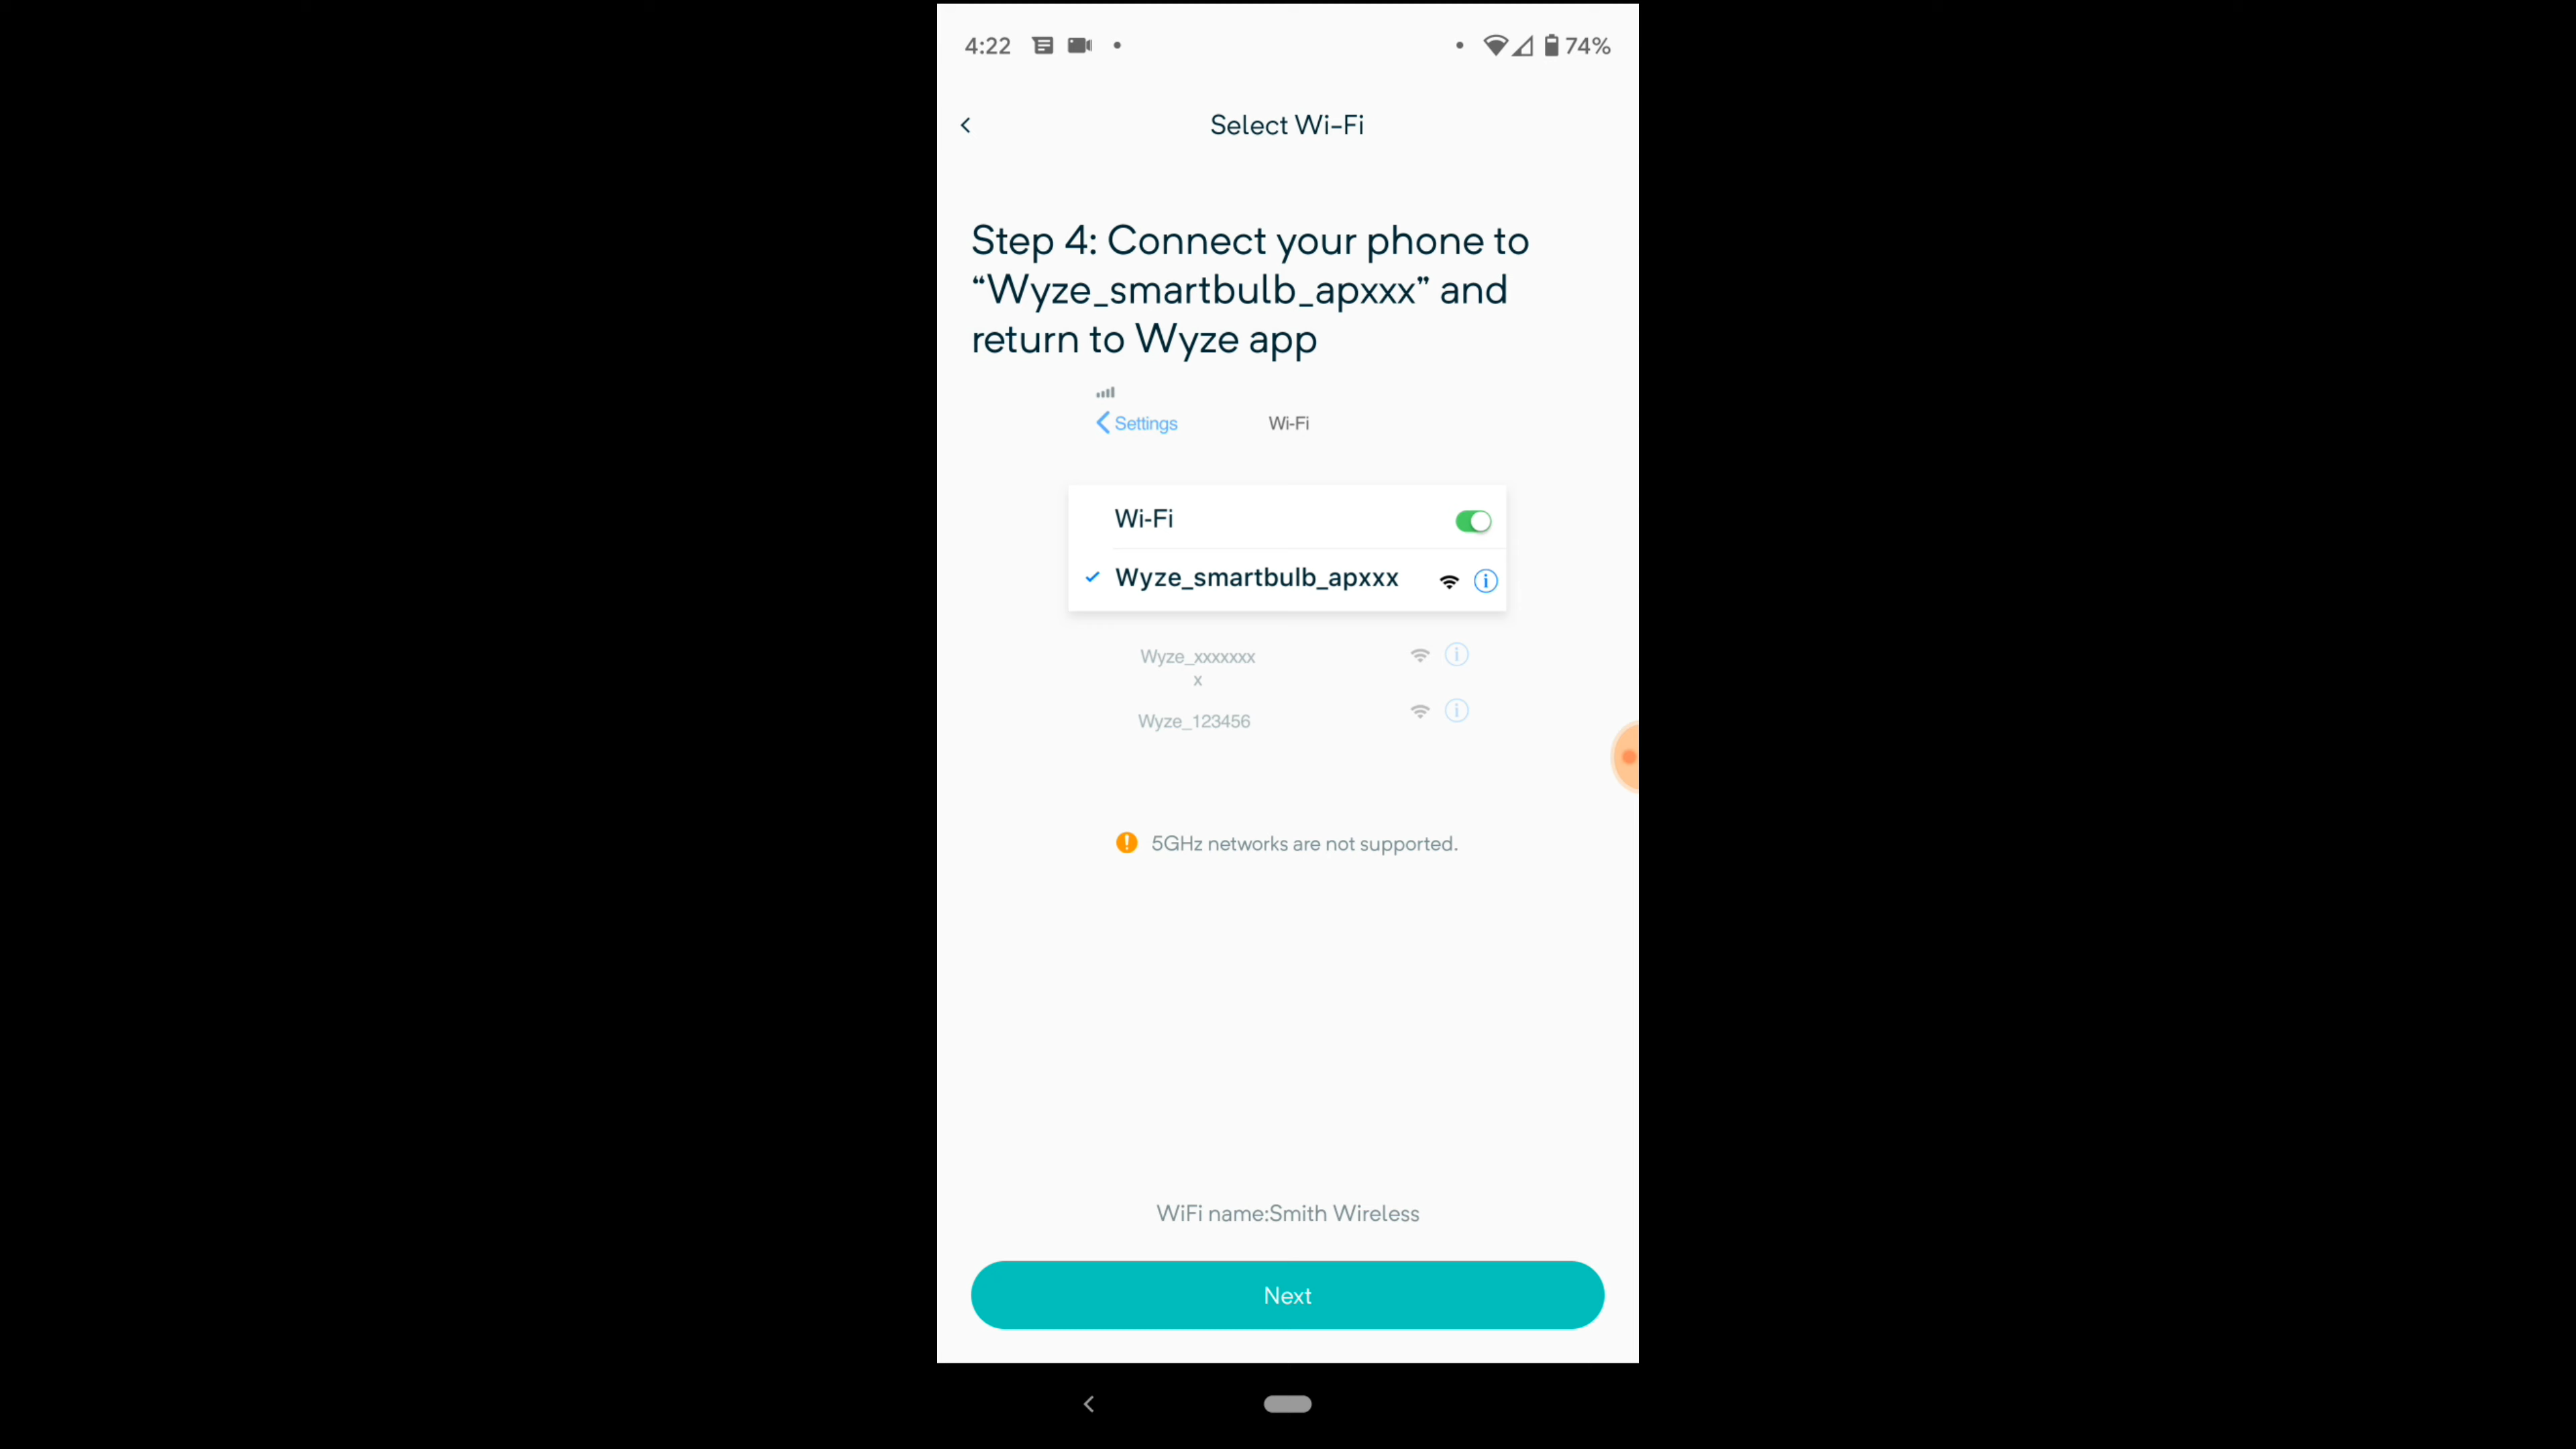 4:22
74%
Select Wi-Fi
Step 4: Connect your phone to
“Wyze_smartbulb_apxxx” and
return to Wyze app
Settings
Wi-Fi
Wi-Fi
Wyze_smartbulb_apxxx
Wyze_xxxxxxx
x
Wyze_123456
5GHz networks are not supported.
WiFi name:Smith Wireless
Next